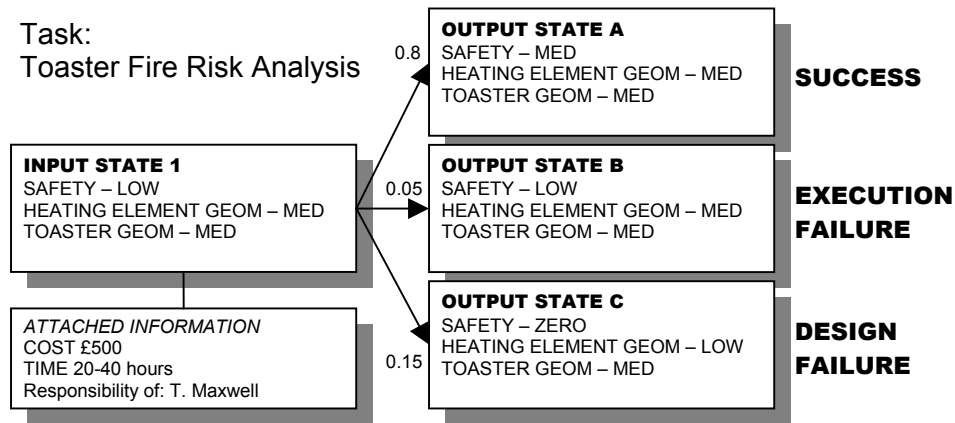 Task:
Toaster Fire Risk Analysis
INPUT STATE 1
SAFETY – LOW
HEATING ELEMENT GEOM – MED
TOASTER GEOM – MED
ATTACHED INFORMATION
COST £500
TIME 20-40 hours
Responsibility of: T. Maxwell
0.8
OUTPUT STATE A
SAFETY – MED
HEATING ELEMENT GEOM – MED
TOASTER GEOM – MED
SUCCESS
0.05
OUTPUT STATE B
SAFETY – LOW
HEATING ELEMENT GEOM – MED
TOASTER GEOM – MED
EXECUTION
FAILURE
0.15
OUTPUT STATE C
SAFETY – ZERO
HEATING ELEMENT GEOM – LOW
TOASTER GEOM – MED
DESIGN
FAILURE